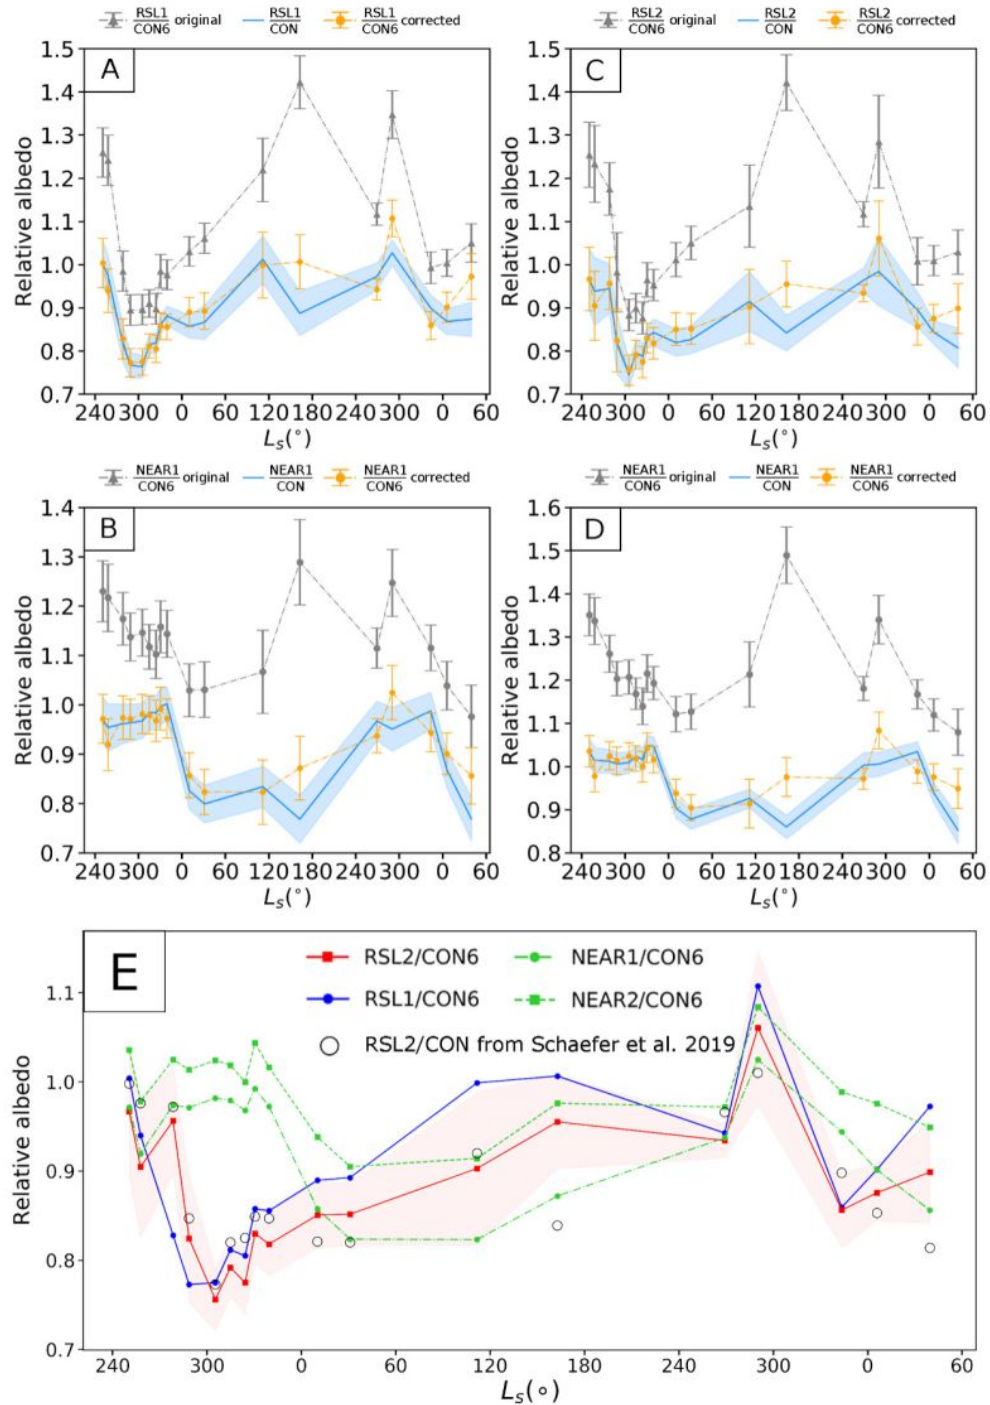 RSL1/CON6 original RSL1/CON RSL1/CON6 corrected
RSL2/CON6 original RSL2/CON RSL2/CON6 corrected
A
1.5
1.4
1.3
1.2
1.1
1.0
0.9
0.8
0.7
Relative albedo
240 300 0 60 120 180 240 300 0 60
Ls(°)
C
1.5
1.4
1.3
1.2
1.1
1.0
0.9
0.8
0.7
Relative albedo
240 300 0 60 120 180 240 300 0 60
Ls(°)
NEAR1/CON6 original NEAR1/CON NEAR1/CON6 corrected
NEAR1/CON6 original NEAR1/CON NEAR1/CON6 corrected
B
1.4
1.3
1.2
1.1
1.0
0.9
0.8
0.7
Relative albedo
240 300 0 60 120 180 240 300 0 60
Ls(°)
D
1.6
1.5
1.4
1.3
1.2
1.1
1.0
0.9
0.8
Relative albedo
240 300 0 60 120 180 240 300 0 60
Ls(°)
E
RSL2/CON6 NEAR1/CON6
RSL1/CON6 NEAR2/CON6
RSL2/CON from Schaefer et al. 2019
1.1
1.0
0.9
0.8
0.7
Relative albedo
240 300 0 60 120 180 240 300 0 60
Ls(∘)